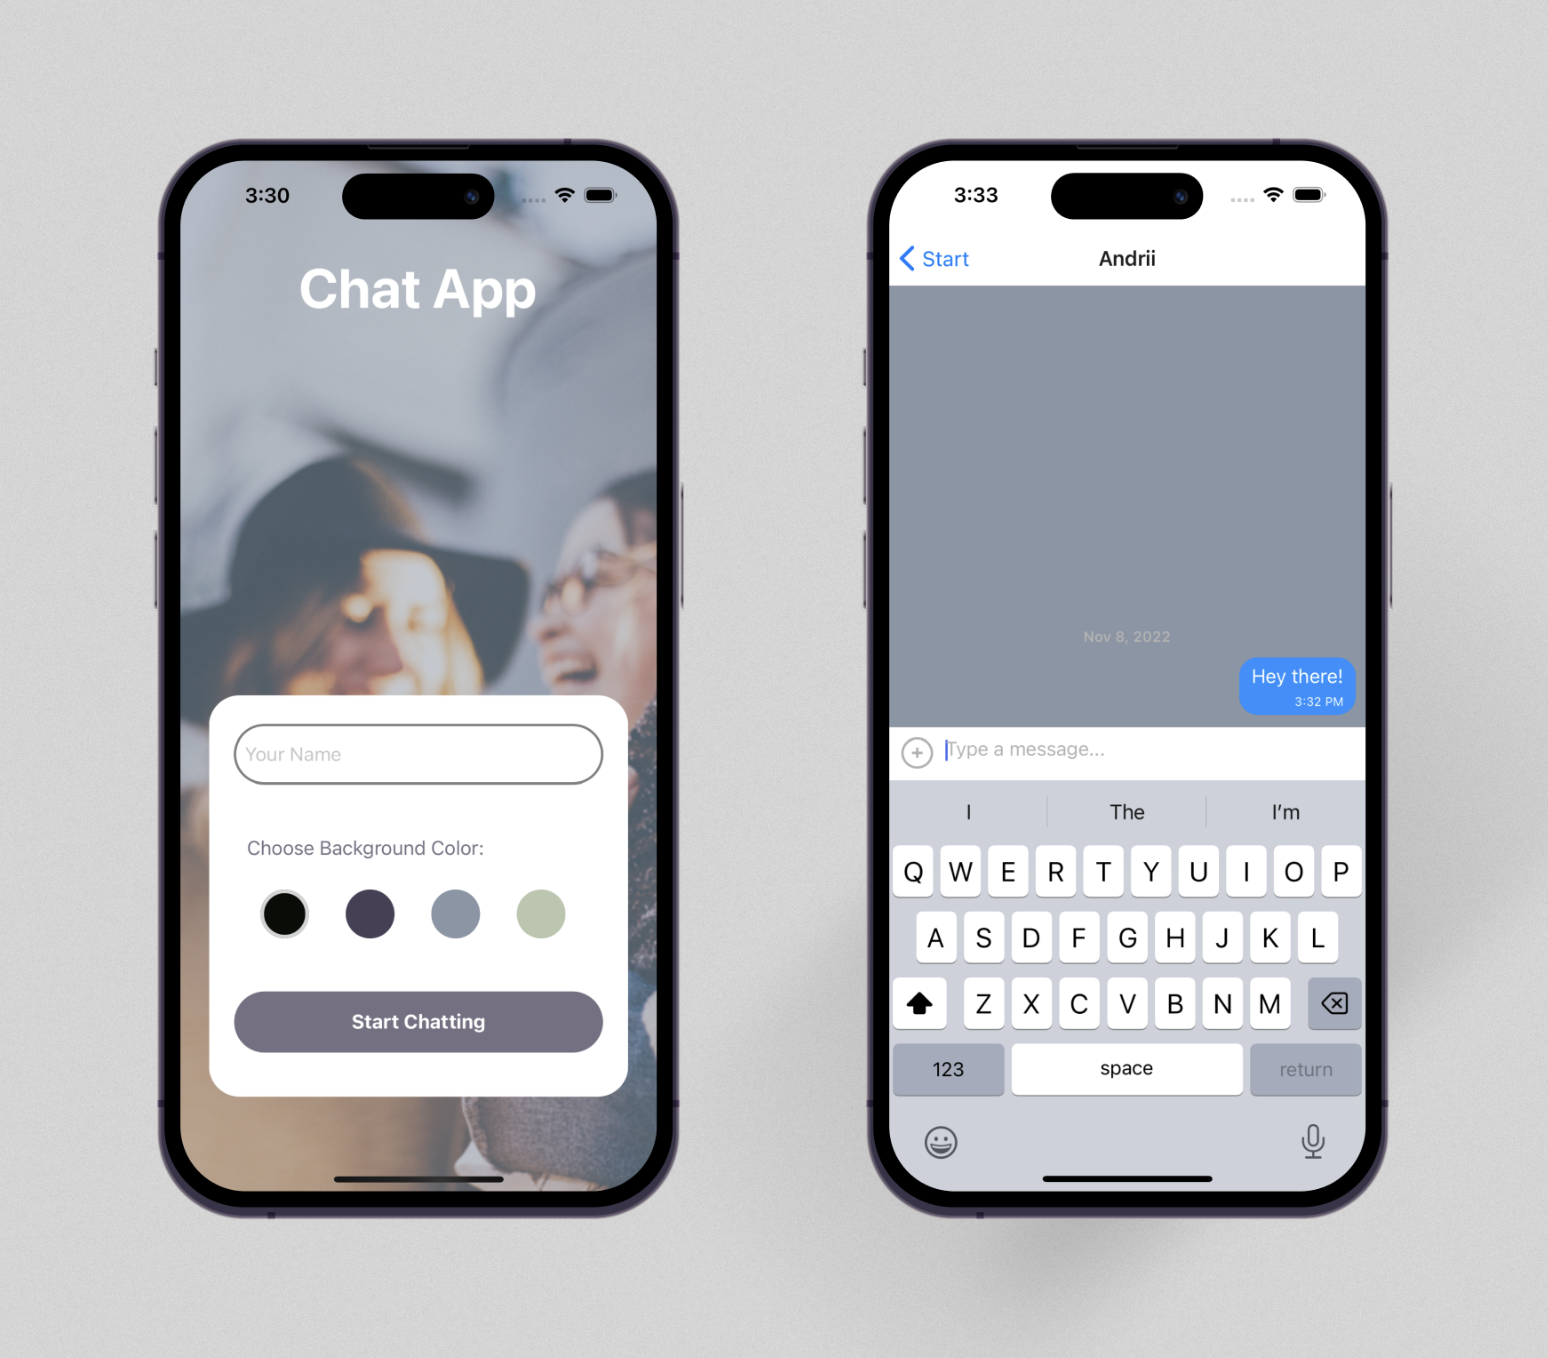 3:30
Chat App
Your Name
Choose Background Color:
Start Chatting
3:33
Start
Andrii
Nov 8, 2022
Hey there!
3:32 PM
Type a message...
I The I'm
Q W E R T Y U I O P
A S D F G H J K L
Z X C V B N M
123 space return